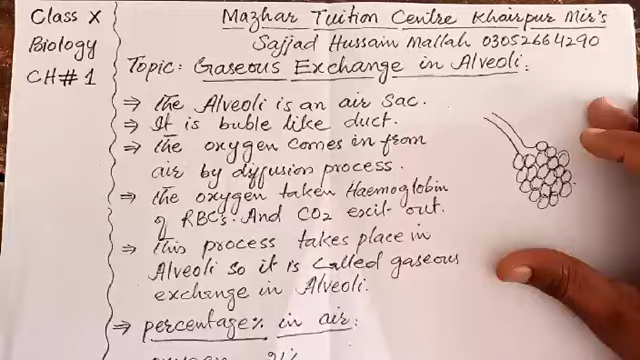 Class X
Biology
CH# 1
Mazhar Tuition Centre Khairpur Mir's
Sajjad Hussain Mallah 03052664290
Topic: Gaseous Exchange in Alveoli.
⇒ The Alveoli is an air sac.
⇒ It is buble like duct.
⇒ the oxygen comes in from
air by diffusion process.
⇒ the oxygen taken Haemoglobin
of RBCs. And CO2 exit out.
⇒ This process takes place in
Alveoli so it is called gaseous
exchange in Alveoli.
⇒ percentage% in air:
oxygen